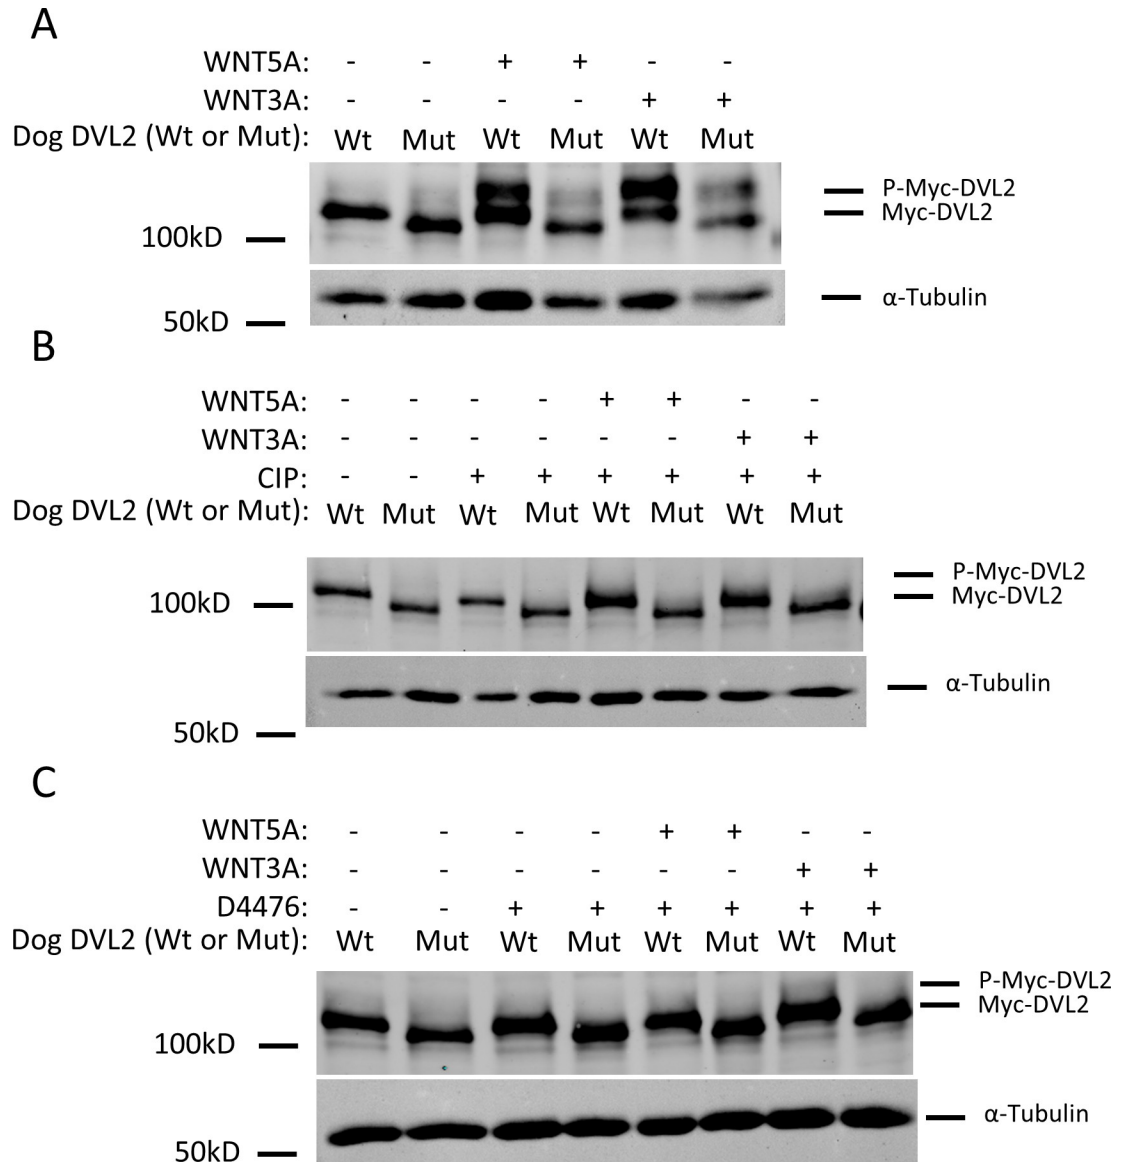 A
WNT5A: - - + + - -
WNT3A: - - - - + +
Dog DVL2 (Wt or Mut): Wt Mut Wt Mut Wt Mut
P-Myc-DVL2
Myc-DVL2
100kD
α-Tubulin
50kD
B
WNT5A: - - - - + + - -
WNT3A: - - - - - - + +
CIP: - - + + + + + +
Dog DVL2 (Wt or Mut): Wt Mut Wt Mut Wt Mut Wt Mut
P-Myc-DVL2
Myc-DVL2
100kD
α-Tubulin
50kD
C
WNT5A: - - - - + + - -
WNT3A: - - - - - - + +
D4476: - - + + + + + +
Dog DVL2 (Wt or Mut): Wt Mut Wt Mut Wt Mut Wt Mut
P-Myc-DVL2
Myc-DVL2
100kD
α-Tubulin
50kD